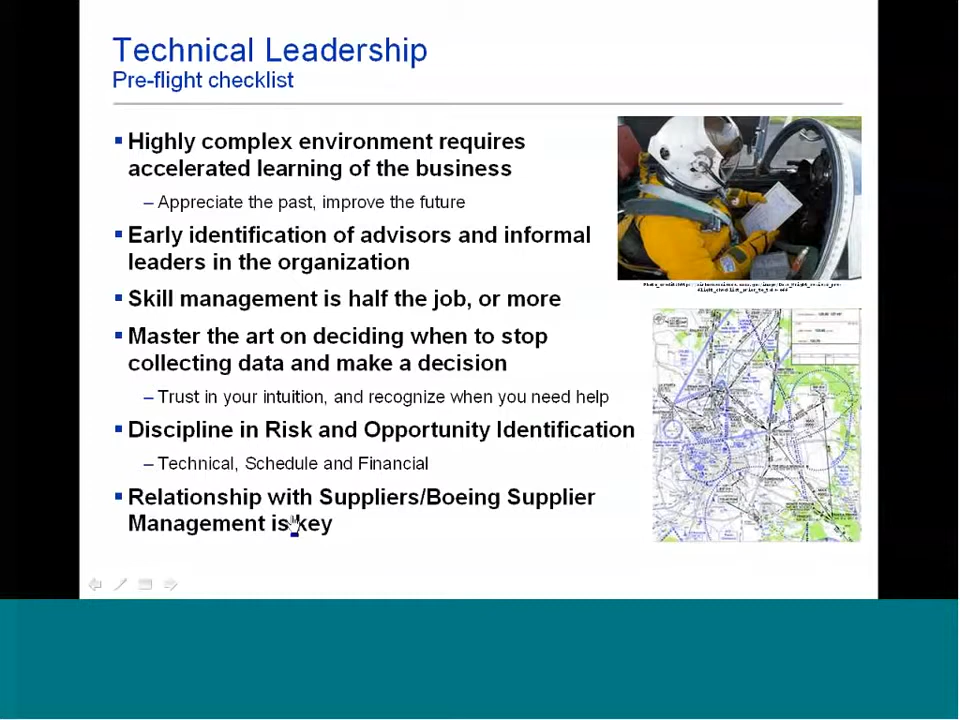 Technical Leadership
Pre-flight checklist
Highly complex environment requires
accelerated learning of the business
– Appreciate the past, improve the future
Early identification of advisors and informal
leaders in the organization
Skill management is half the job, or more
Master the art on deciding when to stop
collecting data and make a decision
– Trust in your intuition, and recognize when you need help
Discipline in Risk and Opportunity Identification
– Technical, Schedule and Financial
Relationship with Suppliers/Boeing Supplier
Management is key